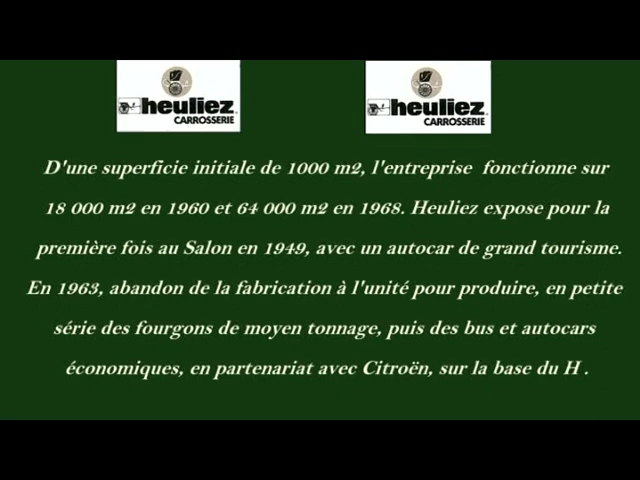 heuliez
CARROSSERIE
heuliez
CARROSSERIE
D'une superficie initiale de 1000 m2, l'entreprise fonctionne sur
18 000 m2 en 1960 et 64 000 m2 en 1968. Heuliez expose pour la
première fois au Salon en 1949, avec un autocar de grand tourisme.
En 1963, abandon de la fabrication à l'unité pour produire, en petite
série des fourgons de moyen tonnage, puis des bus et autocars
économiques, en partenariat avec Citroën, sur la base du H .